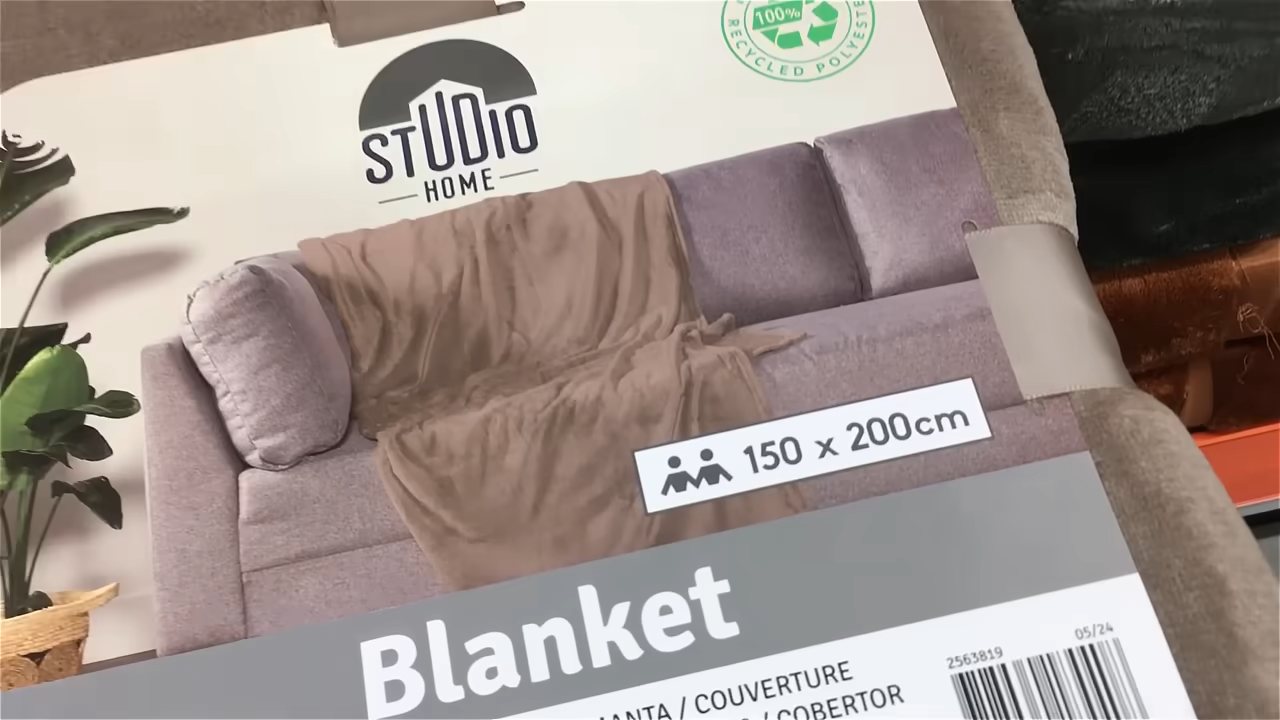 100%
RECYCLED POLYESTE
STUDIO
HOME
150 x 200cm
Blanket
05/24
2563819
/ COUVERTURE
/ COBERTOR